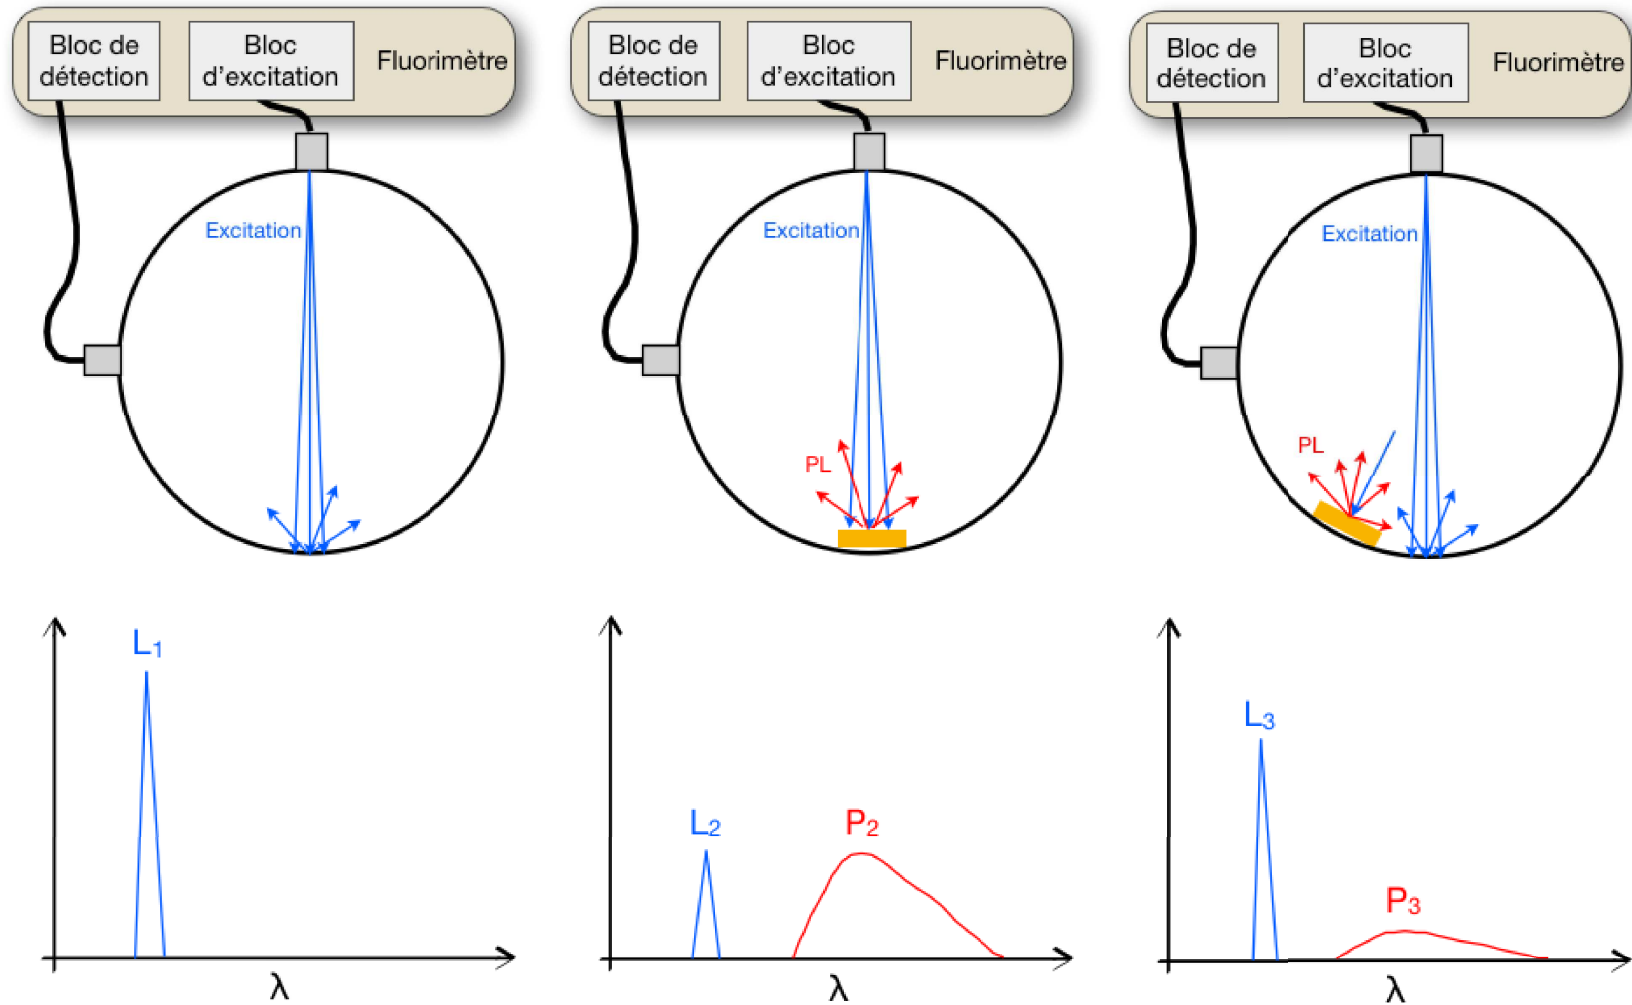 Bloc de
détection
Bloc
d'excitation
Fluorimètre
Excitation
Bloc de
détection
Bloc
d'excitation
Fluorimètre
Excitation
PL
Bloc de
détection
Bloc
d'excitation
Fluorimètre
Excitation
PL
L₁
λ
L₂
P₂
λ
L₃
P₃
λ